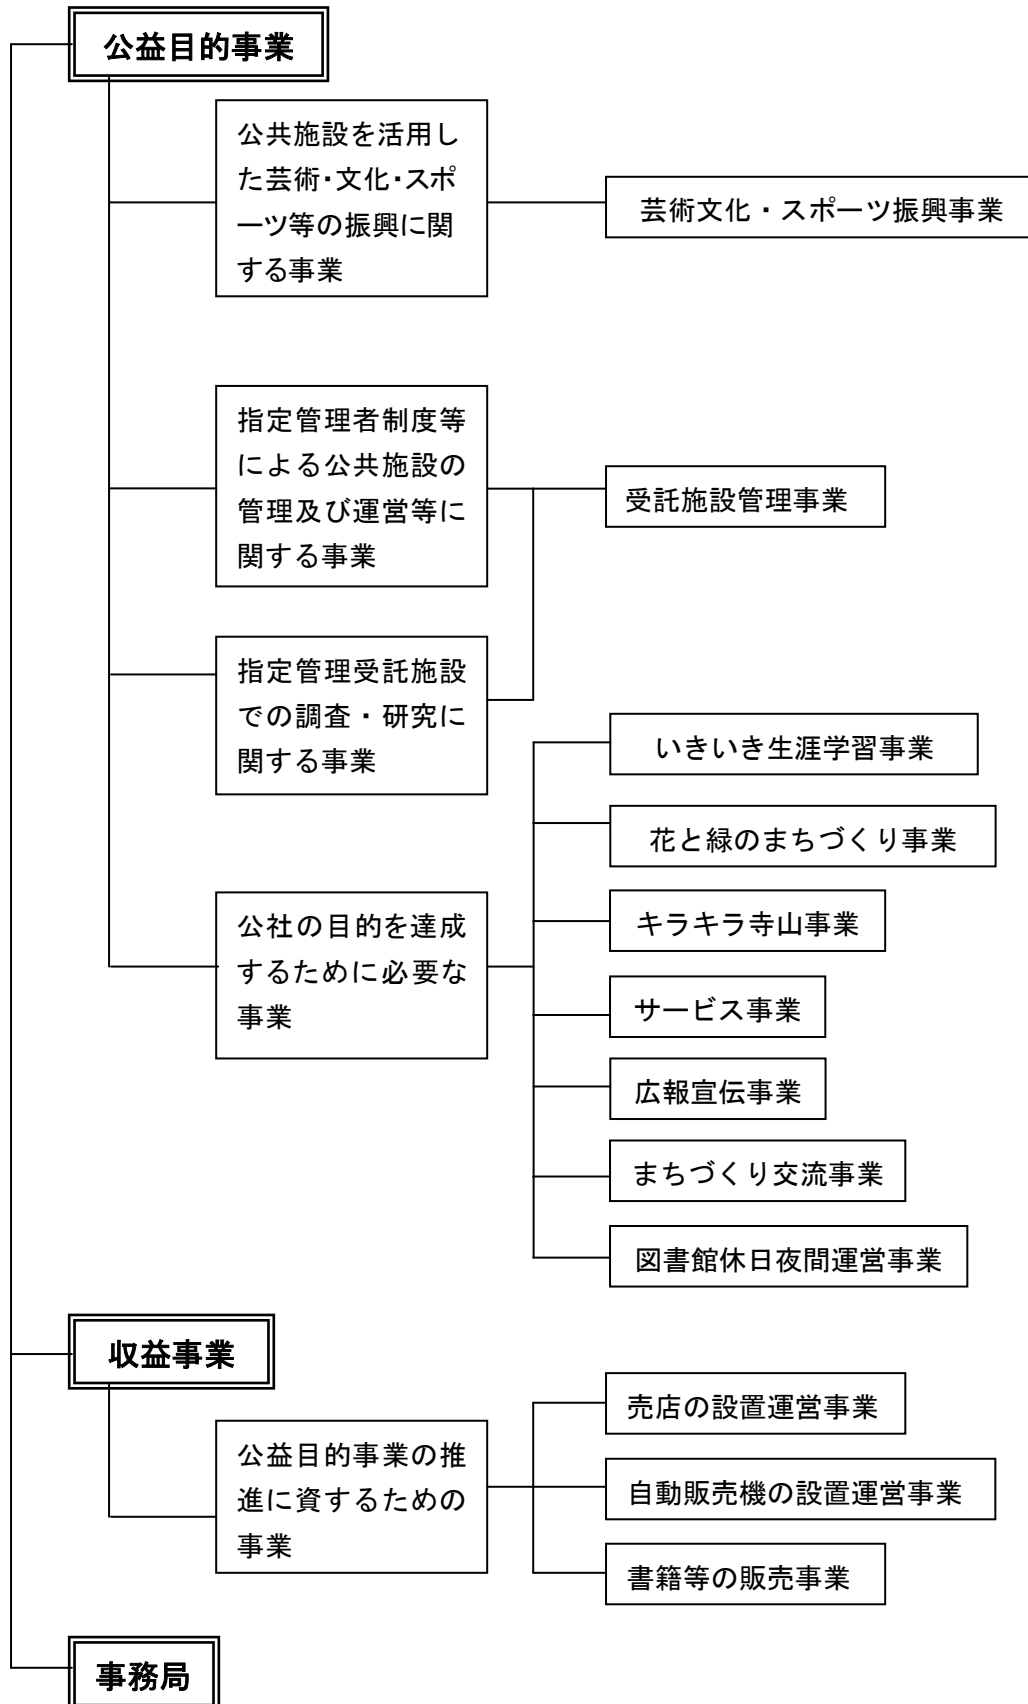 公益目的事業
公共施設を活用し
た芸術・文化・スポ
ーツ等の振興に関
する事業
芸術文化・スポーツ振興事業
指定管理者制度等
による公共施設の
管理及び運営等に
関する事業
受託施設管理事業
指定管理受託施設
での調査・研究に
関する事業
公社の目的を達成
するために必要な
事業
いきいき生涯学習事業
花と緑のまちづくり事業
キラキラ寺山事業
サービス事業
広報宣伝事業
まちづくり交流事業
図書館休日夜間運営事業
収益事業
公益目的事業の推
進に資するための
事業
売店の設置運営事業
自動販売機の設置運営事業
書籍等の販売事業
事務局